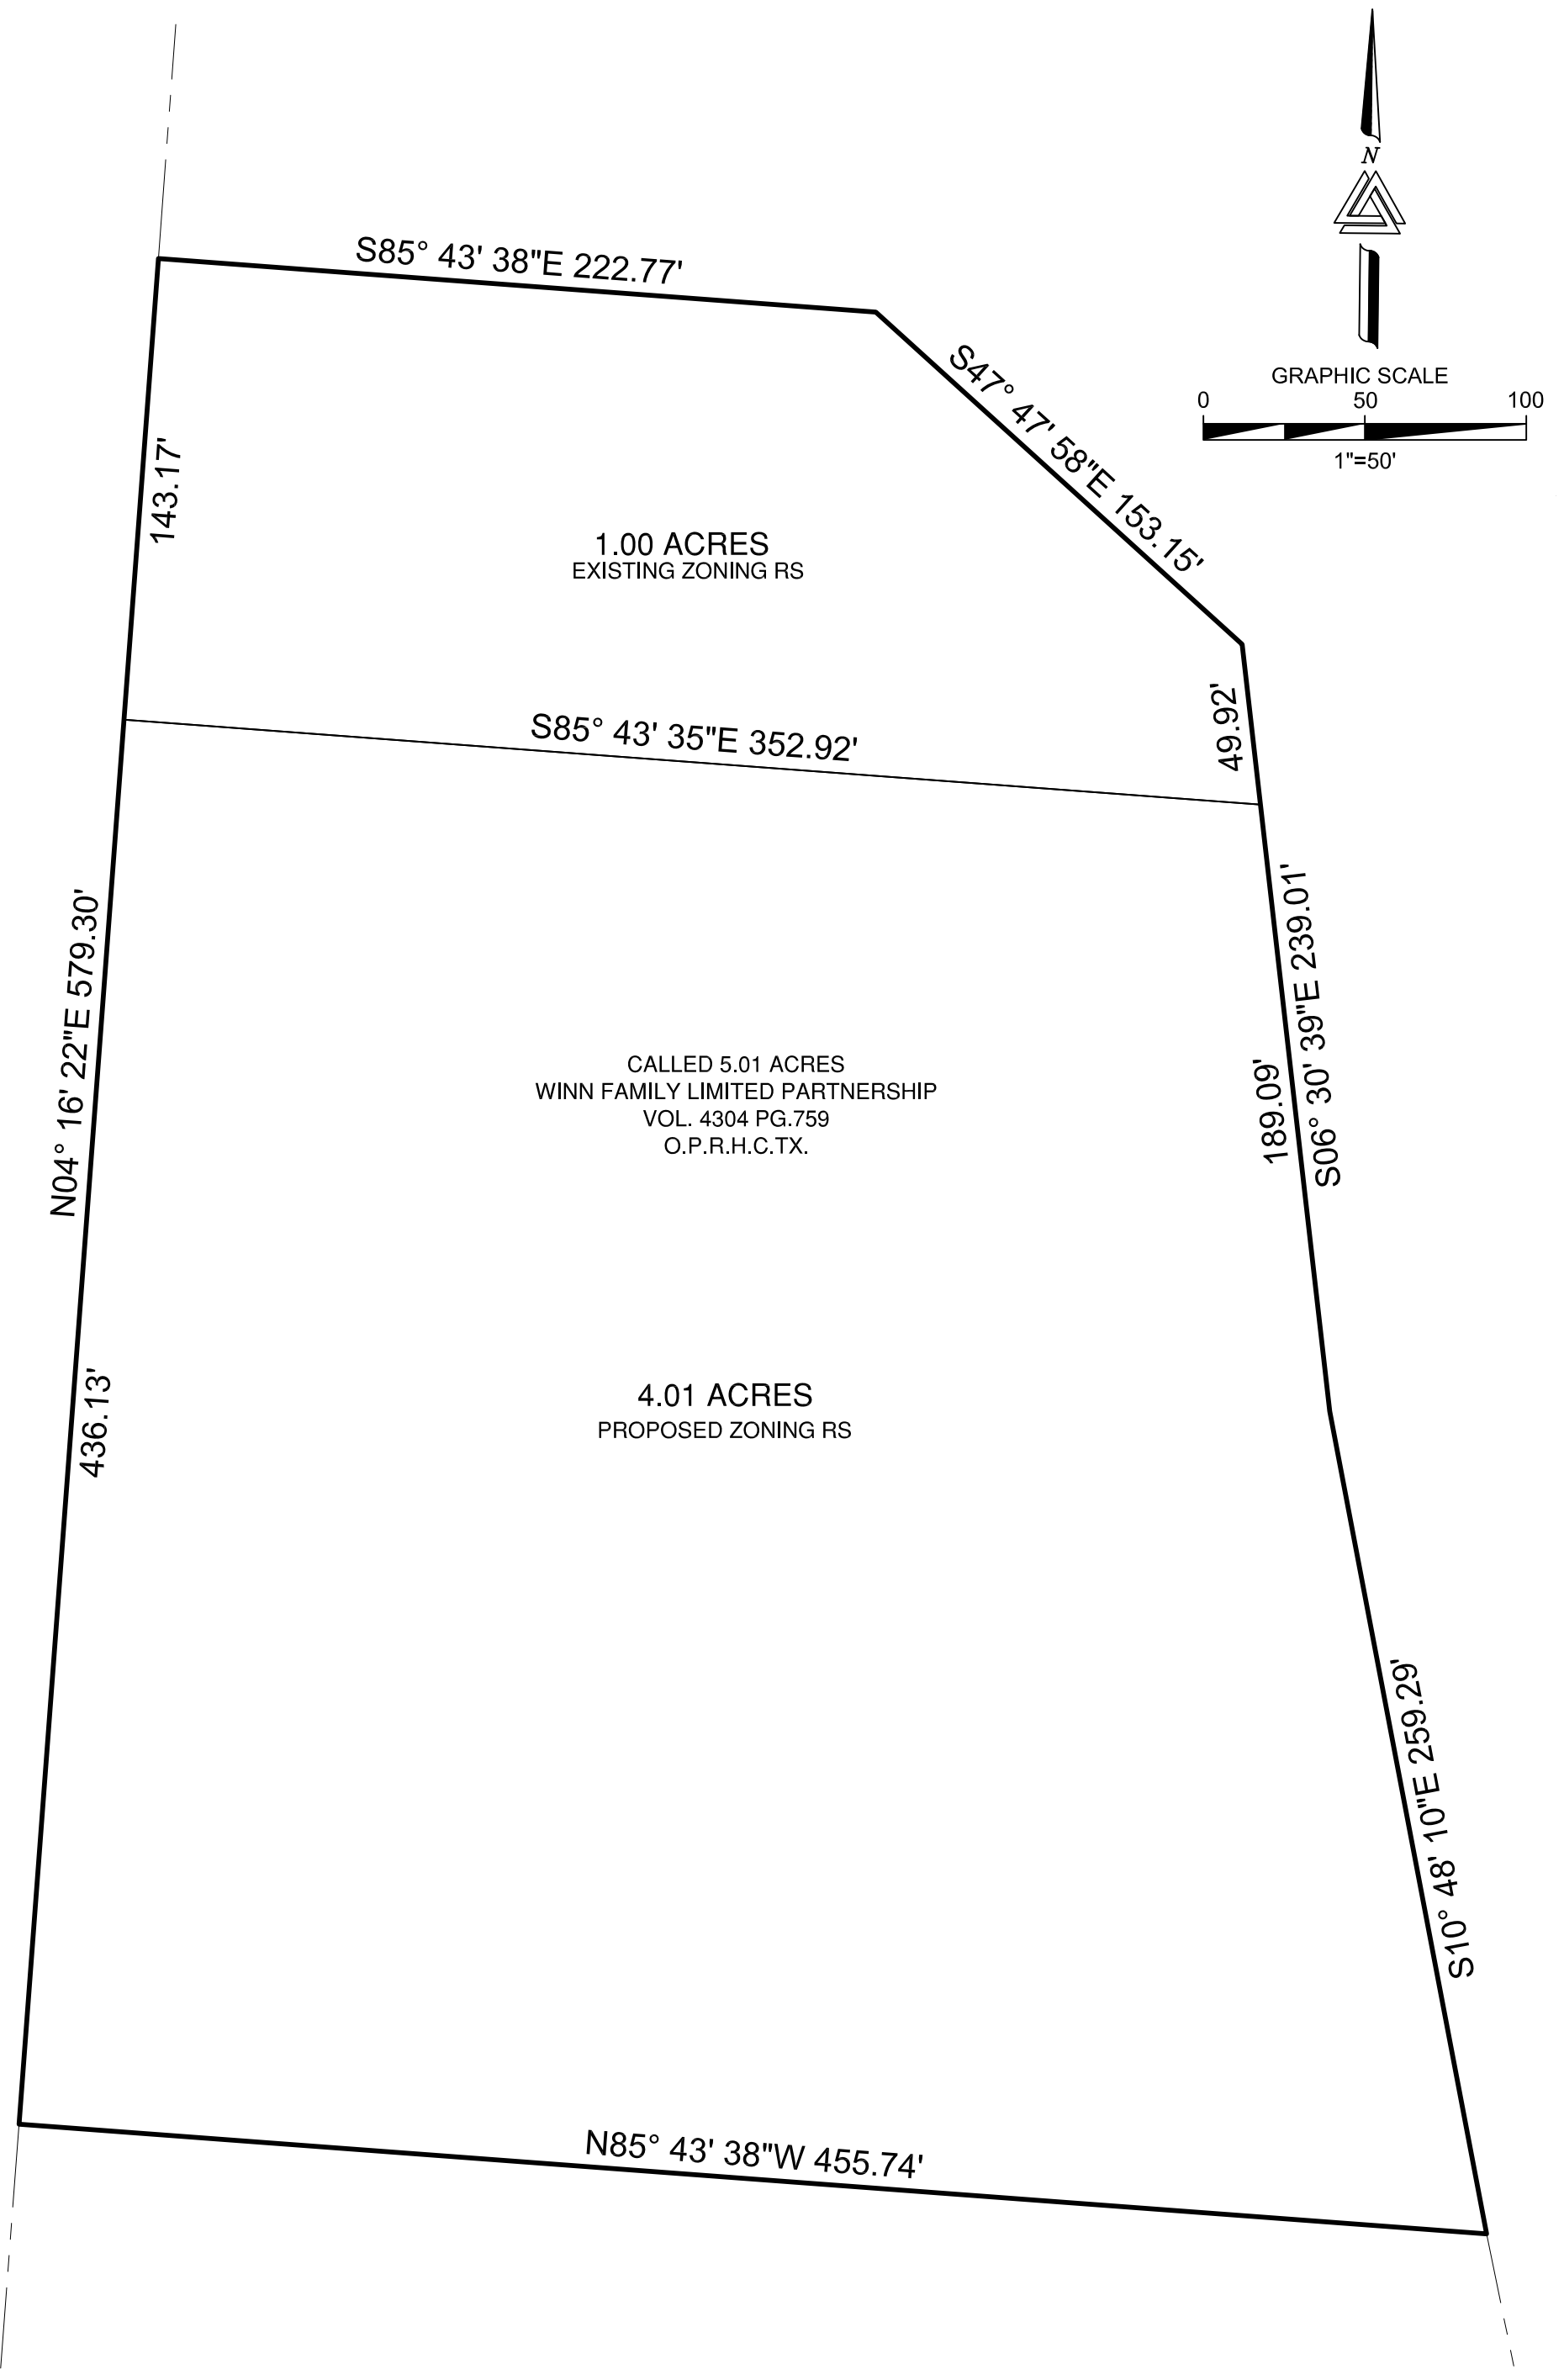 N
GRAPHIC SCALE
0 50 100
1"=50'
S85° 43' 38"E 222.77'
S47° 47' 58"E 153.15'
143.17'
1.00 ACRES
EXISTING ZONING RS
49.92'
S85° 43' 35"E 352.92'
N04° 16' 22"E 579.30'
S06° 30' 39"E 239.01'
189.09'
CALLED 5.01 ACRES
WINN FAMILY LIMITED PARTNERSHIP
VOL. 4304 PG.759
O.P.R.H.C.TX.
436.13'
4.01 ACRES
PROPOSED ZONING RS
S10° 48' 10"E 259.29'
N85° 43' 38"W 455.74'